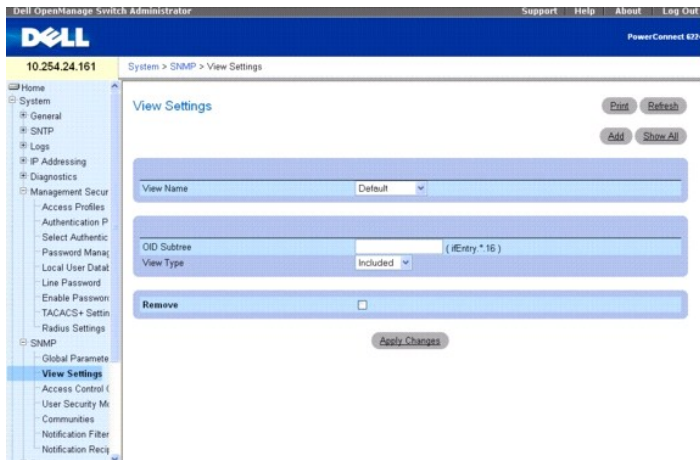 Dell OpenManage Switch Administrator
Support Help About Log Out
DELL
PowerConnect 622
10.254.24.161
System > SNMP > View Settings
Home
System
General
SNTP
Logs
IP Addressing
Diagnostics
Management Secur
Access Profiles
Authentication P
Select Authentic
Password Manag
Local User Datab
Line Password
Enable Passwor
TACACS+ Settin
Radius Settings
SNMP
Global Paramete
View Settings
Access Control (
User Security Mo
Communities
Notification Filter
Notification Recip
View Settings
Print Refresh
Add Show All
View Name Default
OID Subtree ( ifEntry.*.16 )
View Type Included
Remove
Apply Changes